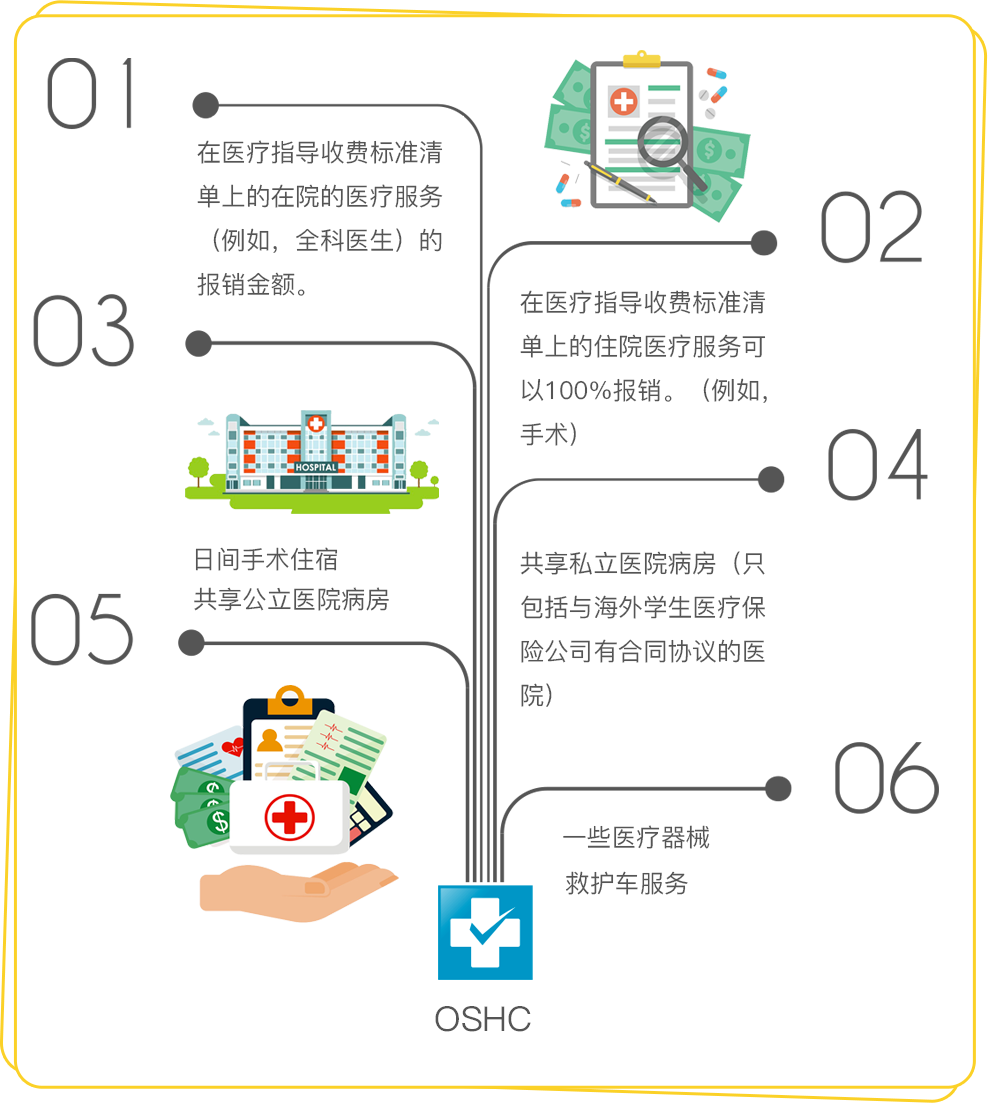 01
在医疗指导收费标准清
单上的在院的医疗服务
（例如，全科医生）的
报销金额。
02
在医疗指导收费标准清
单上的住院医疗服务可
以100%报销。（例如，
手术）
03
HOSPITAL
日间手术住宿
共享公立医院病房
04
共享私立医院病房（只
包括与海外学生医疗保
险公司有合同协议的医
院）
05
06
一些医疗器械
救护车服务
OSHC